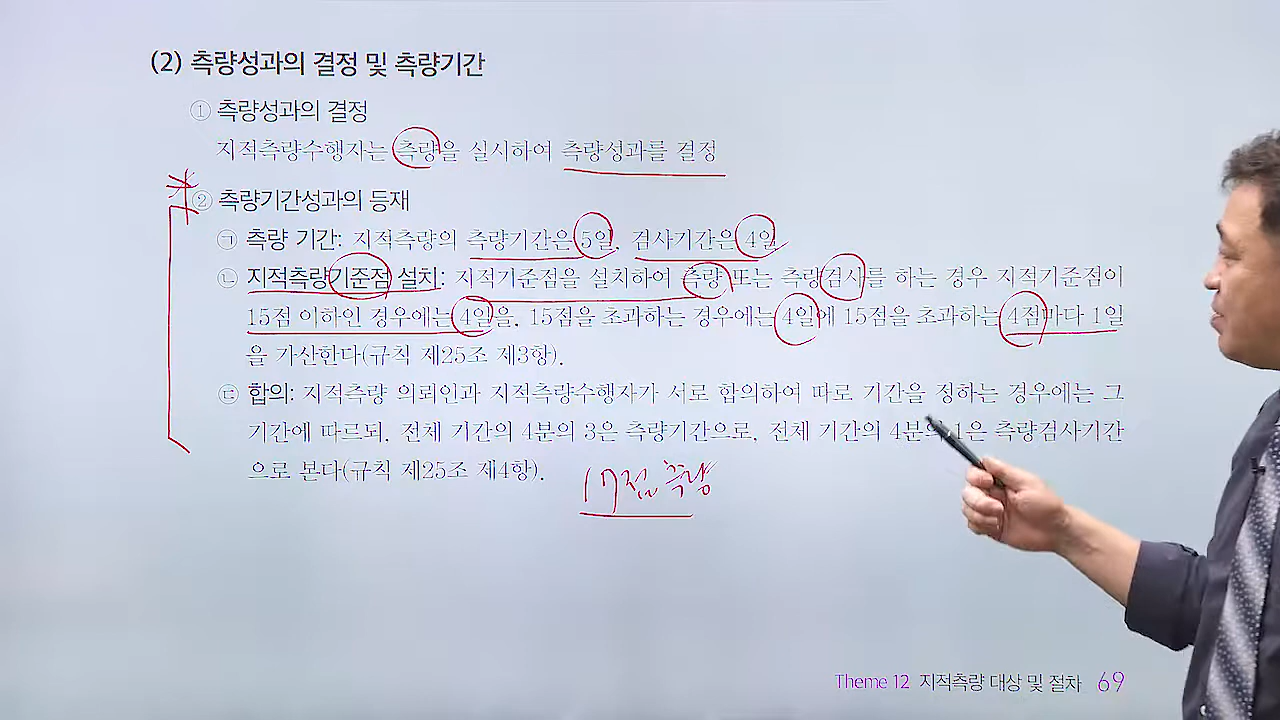 (2) 측량성과의 결정 및 측량기간
① 측량성과의 결정
지적측량수행자는 측량을 실시하여 측량성과를 결정
② 측량기간성과의 등재
㉠ 측량 기간: 지적측량의 측량기간은 5일, 검사기간은 4일
㉡ 지적측량기준점 설치: 지적기준점을 설치하여 측량 또는 측량검사를 하는 경우 지적기준점이
15점 이하인 경우에는 4일을, 15점을 초과하는 경우에는 4일에 15점을 초과하는 4점마다 1일
을 가산한다(규칙 제25조 제3항).
㉢ 합의: 지적측량 의뢰인과 지적측량수행자가 서로 합의하여 따로 기간을 정하는 경우에는 그
기간에 따르되, 전체 기간의 4분의 3은 측량기간으로, 전체 기간의 4분의 1은 측량검사기간
으로 본다(규칙 제25조 제4항).
17점 측량
Theme 12 지적측량 대상 및 절차 69